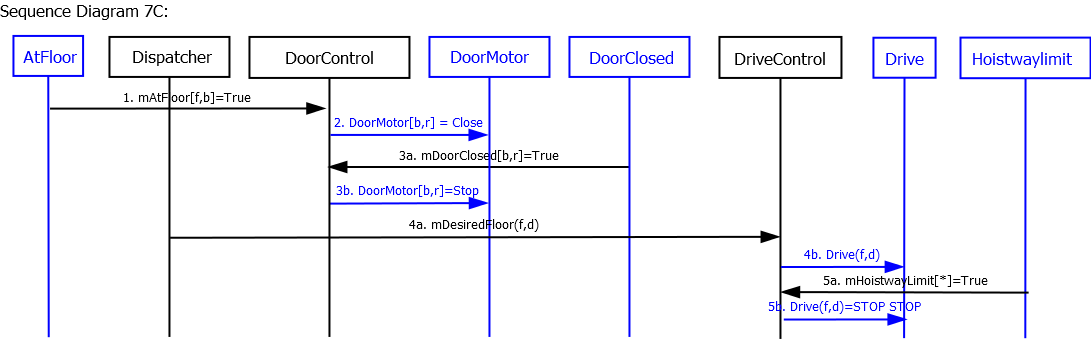 Sequence Diagram 7C:
AtFloor
Dispatcher
DoorControl
DoorMotor
DoorClosed
DriveControl
Drive
Hoistwaylimit
1. mAtFloor[f,b]=True
2. DoorMotor[b,r] = Close
3a. mDoorClosed[b,r]=True
3b. DoorMotor[b,r]=Stop
4a. mDesiredFloor(f,d)
4b. Drive(f,d)
5a. mHoistwayLimit[*]=True
5b. Drive(f,d)=STOP STOP